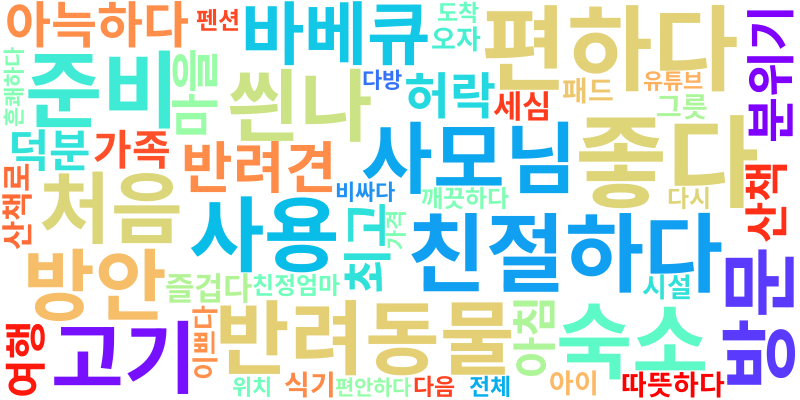 아늑하다
펜션
바베큐
도착
오자
편하다
분위기
흔쾌하다
준비
마을
씐나
다방
허락
세심
패드
유튜브
그릇
덕분
가족
반려견
사모님
좋다
산책로
처음
사용
비싸다
깨끗하다
다시
산책
최고
가격
친절하다
방안
즐겁다
친정엄마
시설
방문
여행
고기
이쁘다
반려동물
아침
숙소
위치
식기
편안하다
다음
전체
아이
따뜻하다